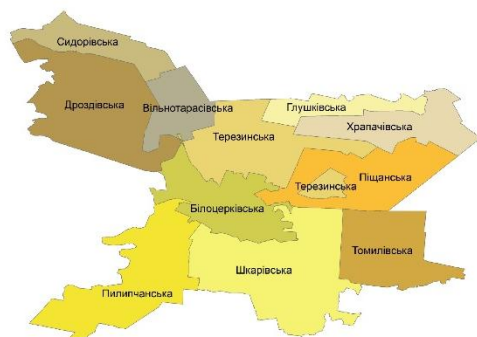 Сидорівська
Дроздівська
Вільнотарасівська
Глушківська
Храпачівська
Терезинська
Терезинська
Піщанська
Білоцерківська
Томилівська
Шкарівська
Пилипчанська